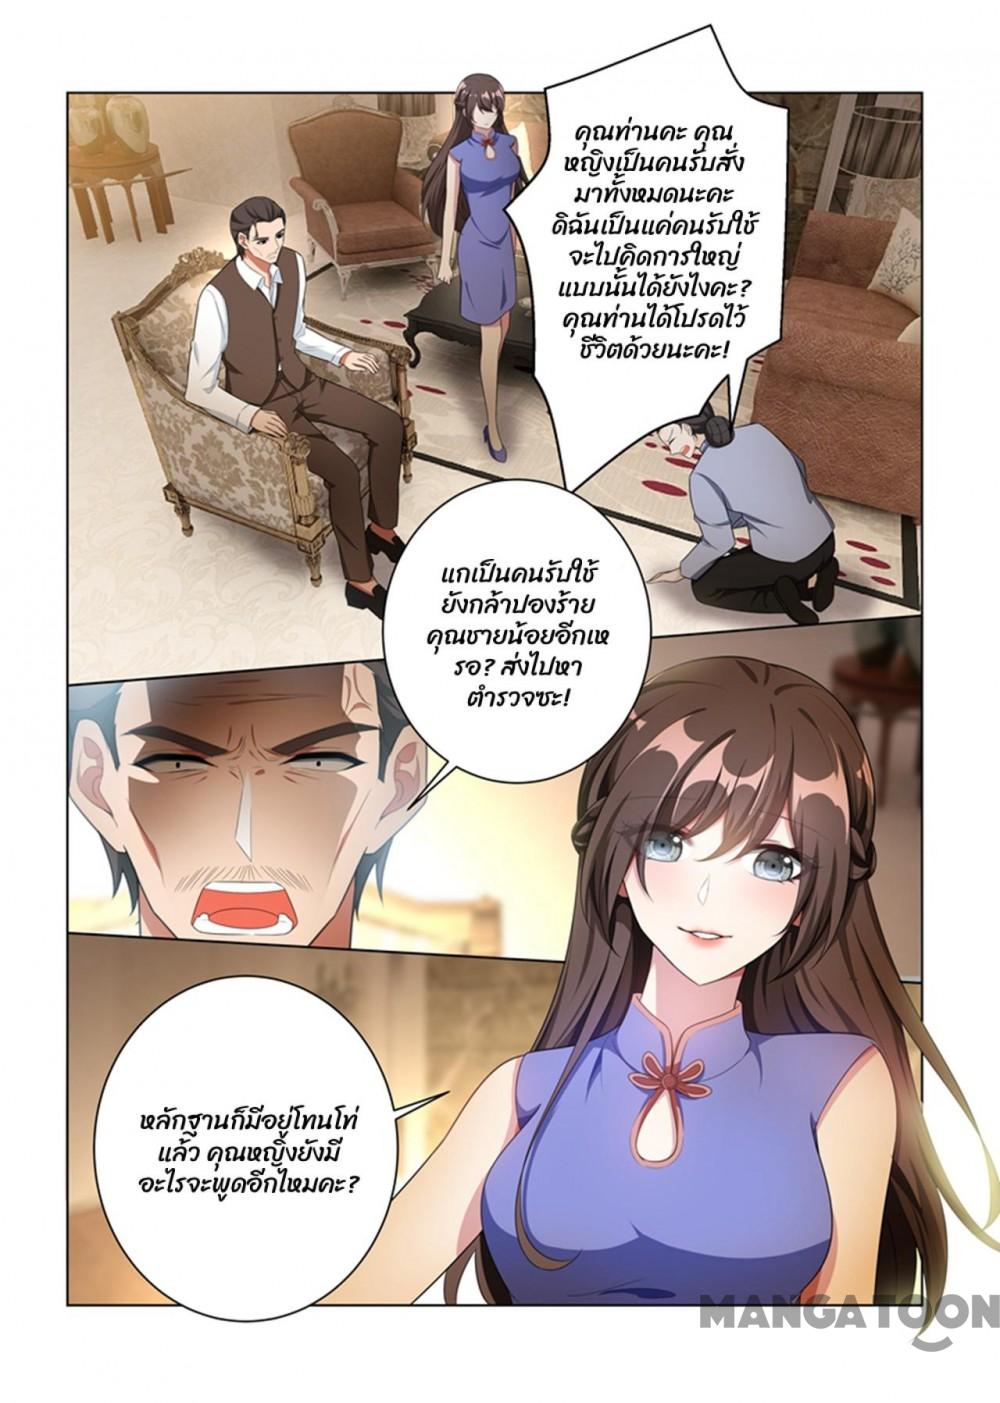 คุณท่านคะ คุณ
หญิงเป็นคนรับสั่ง
มาทั้งหมดนะคะ
ดิฉันเป็นแค่คนรับใช้
จะไปคิดการใหญ่
แบบนั้นได้ยังไงคะ?
คุณท่านได้โปรดไว้
ชีวิตด้วยนะคะ!
แกเป็นคนรับใช้
ยังกล้าปองร้าย
คุณชายน้อยอีกเห
รอ? ส่งไปหา
ตำรวจซะ!
หลักฐานก็มีอยู่โทนโท่
แล้ว คุณหญิงยังมี
อะไรจะพูดอีกไหมคะ?
MANGATOON